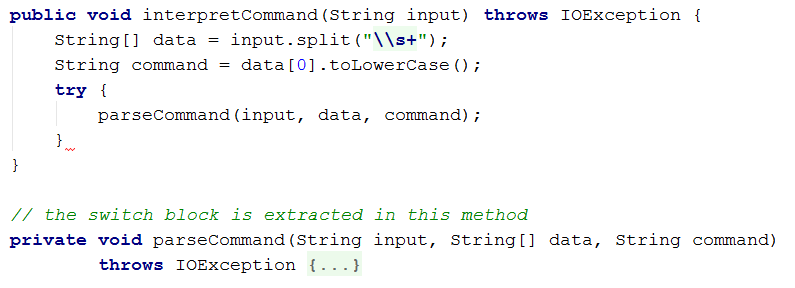 public void interpretCommand(String input) throws IOException {
    String[] data = input.split("\\s+");
    String command = data[0].toLowerCase();
    try {
        parseCommand(input, data, command);
    }
}

// the switch block is extracted in this method
private void parseCommand(String input, String[] data, String command)
        throws IOException {...}